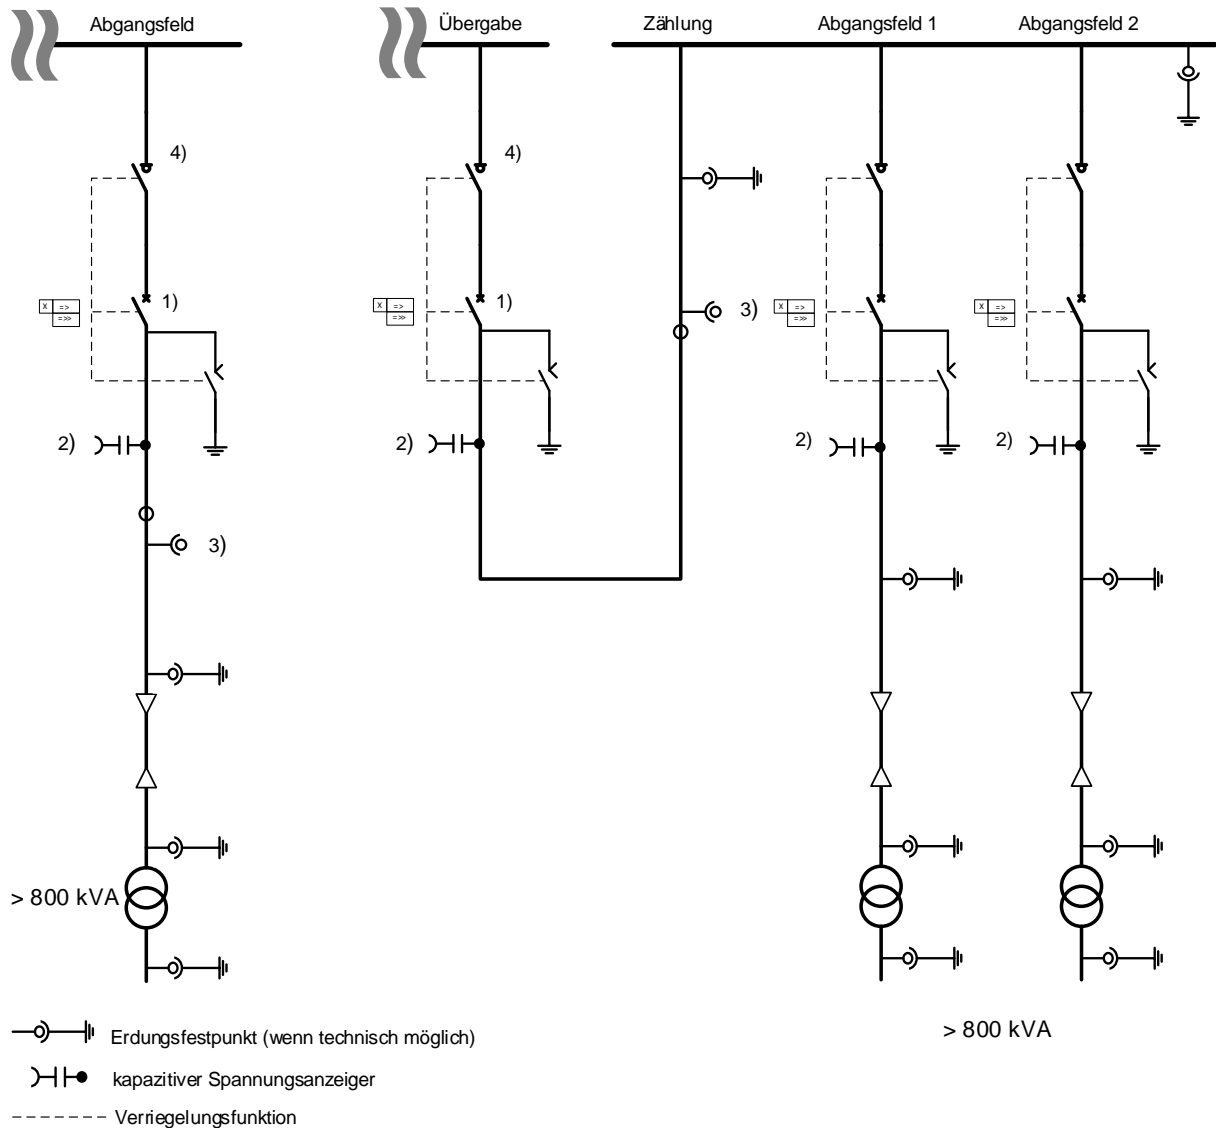 Abgangsfeld Übergabe Zählung Abgangsfeld 1 Abgangsfeld 2
4) 4)
1) 1) 3)
X => X => X => X =>
=>> =>> =>> =>>
2) 2) 2) 2)
3)
> 800 kVA
> 800 kVA
Erdungsfestpunkt (wenn technisch möglich)
kapazitiver Spannungsanzeiger
Verriegelungsfunktion